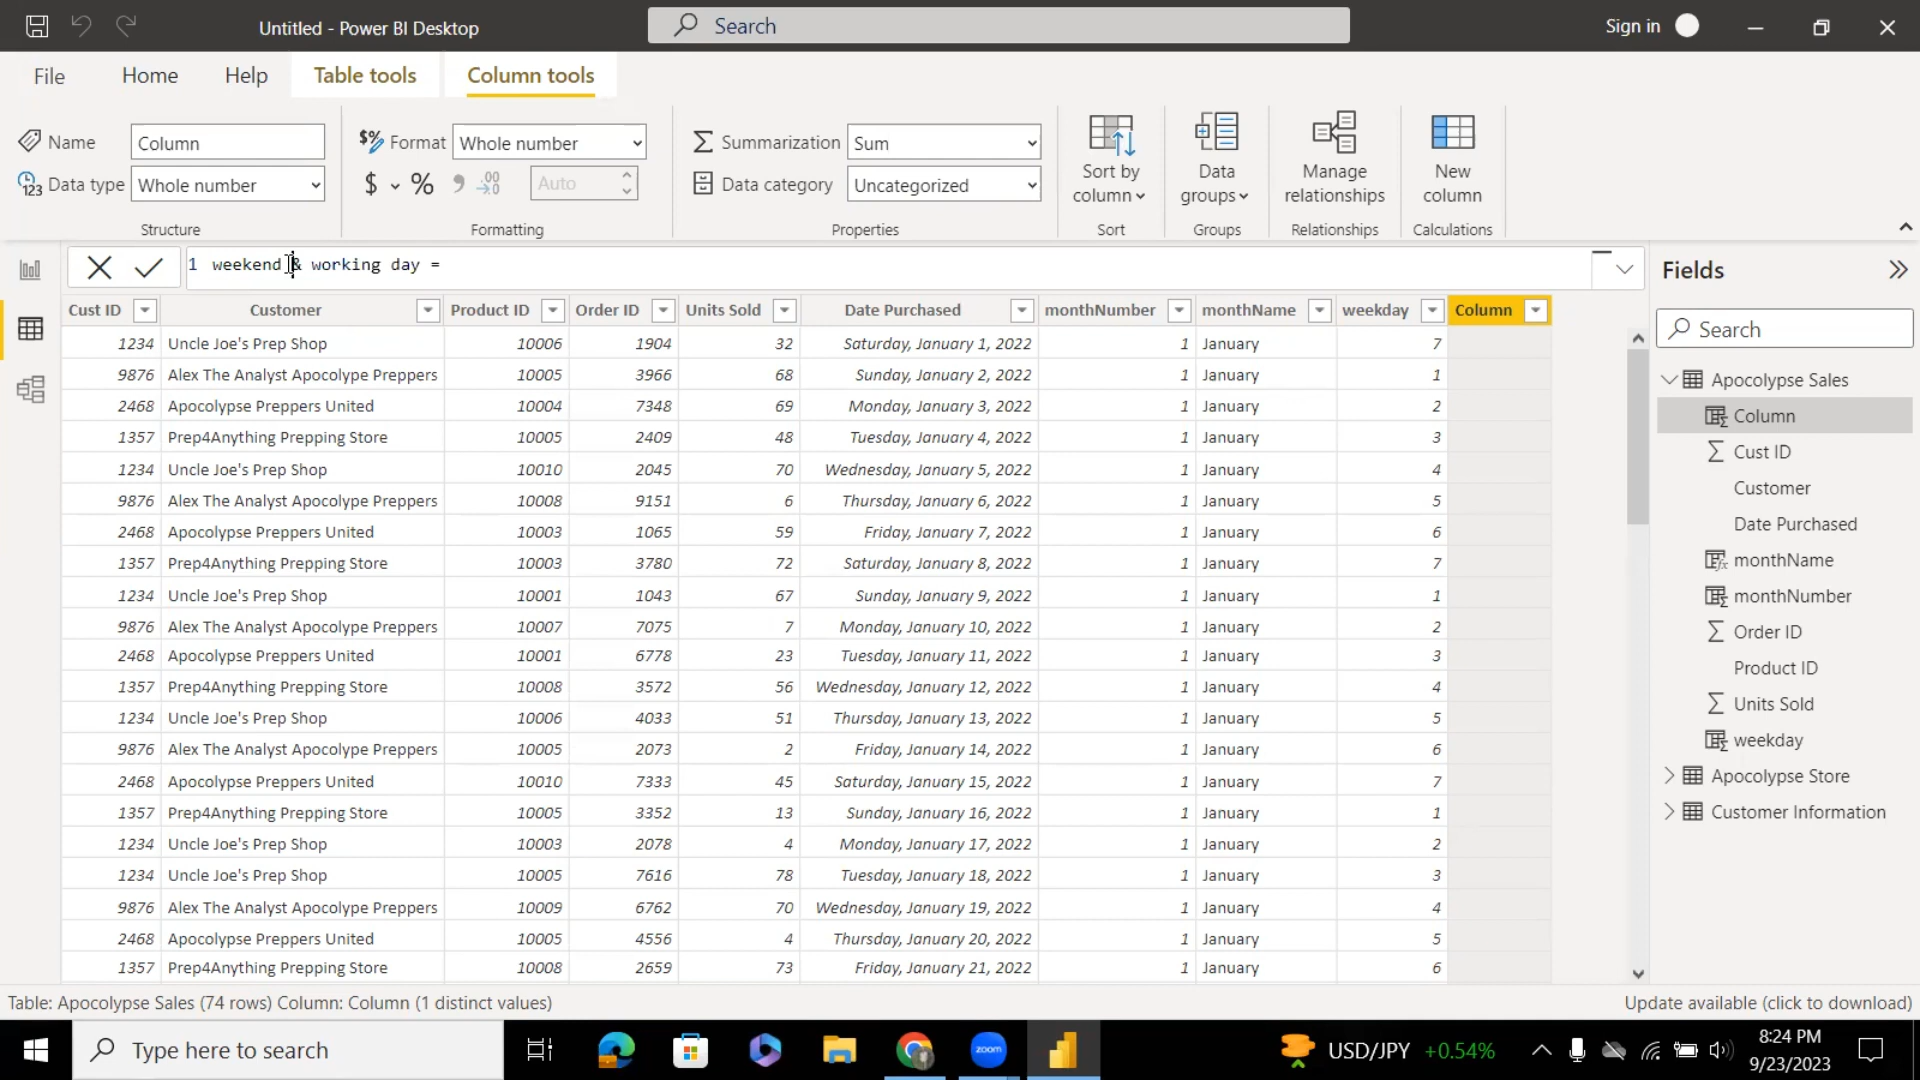 Untitled - Power BI Desktop
Search
Sign in
File Home Help Table tools Column tools
Name Column
Data type Whole number
Structure
Format Whole number
$ % Auto
Formatting
Summarization Sum
Data category Uncategorized
Properties
Sort by column
Sort
Data groups
Groups
Manage relationships
Relationships
New column
Calculations
1 weekend & working day =
Cust ID Customer Product ID Order ID Units Sold Date Purchased monthNumber monthName weekday Column
1234 Uncle Joe's Prep Shop 10006 1904 32 Saturday, January 1, 2022 1 January 7
9876 Alex The Analyst Apocolype Preppers 10005 3966 68 Sunday, January 2, 2022 1 January 1
2468 Apocolypse Preppers United 10004 7348 69 Monday, January 3, 2022 1 January 2
1357 Prep4Anything Prepping Store 10005 2409 48 Tuesday, January 4, 2022 1 January 3
1234 Uncle Joe's Prep Shop 10010 2045 70 Wednesday, January 5, 2022 1 January 4
9876 Alex The Analyst Apocolype Preppers 10008 9151 6 Thursday, January 6, 2022 1 January 5
2468 Apocolypse Preppers United 10003 1065 59 Friday, January 7, 2022 1 January 6
1357 Prep4Anything Prepping Store 10003 3780 72 Saturday, January 8, 2022 1 January 7
1234 Uncle Joe's Prep Shop 10001 1043 67 Sunday, January 9, 2022 1 January 1
9876 Alex The Analyst Apocolype Preppers 10007 7075 7 Monday, January 10, 2022 1 January 2
2468 Apocolypse Preppers United 10001 6778 23 Tuesday, January 11, 2022 1 January 3
1357 Prep4Anything Prepping Store 10008 3572 56 Wednesday, January 12, 2022 1 January 4
1234 Uncle Joe's Prep Shop 10006 4033 51 Thursday, January 13, 2022 1 January 5
9876 Alex The Analyst Apocolype Preppers 10005 2073 2 Friday, January 14, 2022 1 January 6
2468 Apocolypse Preppers United 10010 7333 45 Saturday, January 15, 2022 1 January 7
1357 Prep4Anything Prepping Store 10005 3352 13 Sunday, January 16, 2022 1 January 1
1234 Uncle Joe's Prep Shop 10003 2078 4 Monday, January 17, 2022 1 January 2
1234 Uncle Joe's Prep Shop 10005 7616 78 Tuesday, January 18, 2022 1 January 3
9876 Alex The Analyst Apocolype Preppers 10009 6762 70 Wednesday, January 19, 2022 1 January 4
2468 Apocolypse Preppers United 10005 4556 4 Thursday, January 20, 2022 1 January 5
1357 Prep4Anything Prepping Store 10008 2659 73 Friday, January 21, 2022 1 January 6
Fields
Search
Apocolypse Sales
Column
Cust ID
Customer
Date Purchased
monthName
monthNumber
Order ID
Product ID
Units Sold
weekday
Apocolypse Store
Customer Information
Table: Apocolypse Sales (74 rows) Column: Column (1 distinct values)
Update available (click to download)
Type here to search
zoom
USD/JPY +0.54%
8:24 PM
9/23/2023